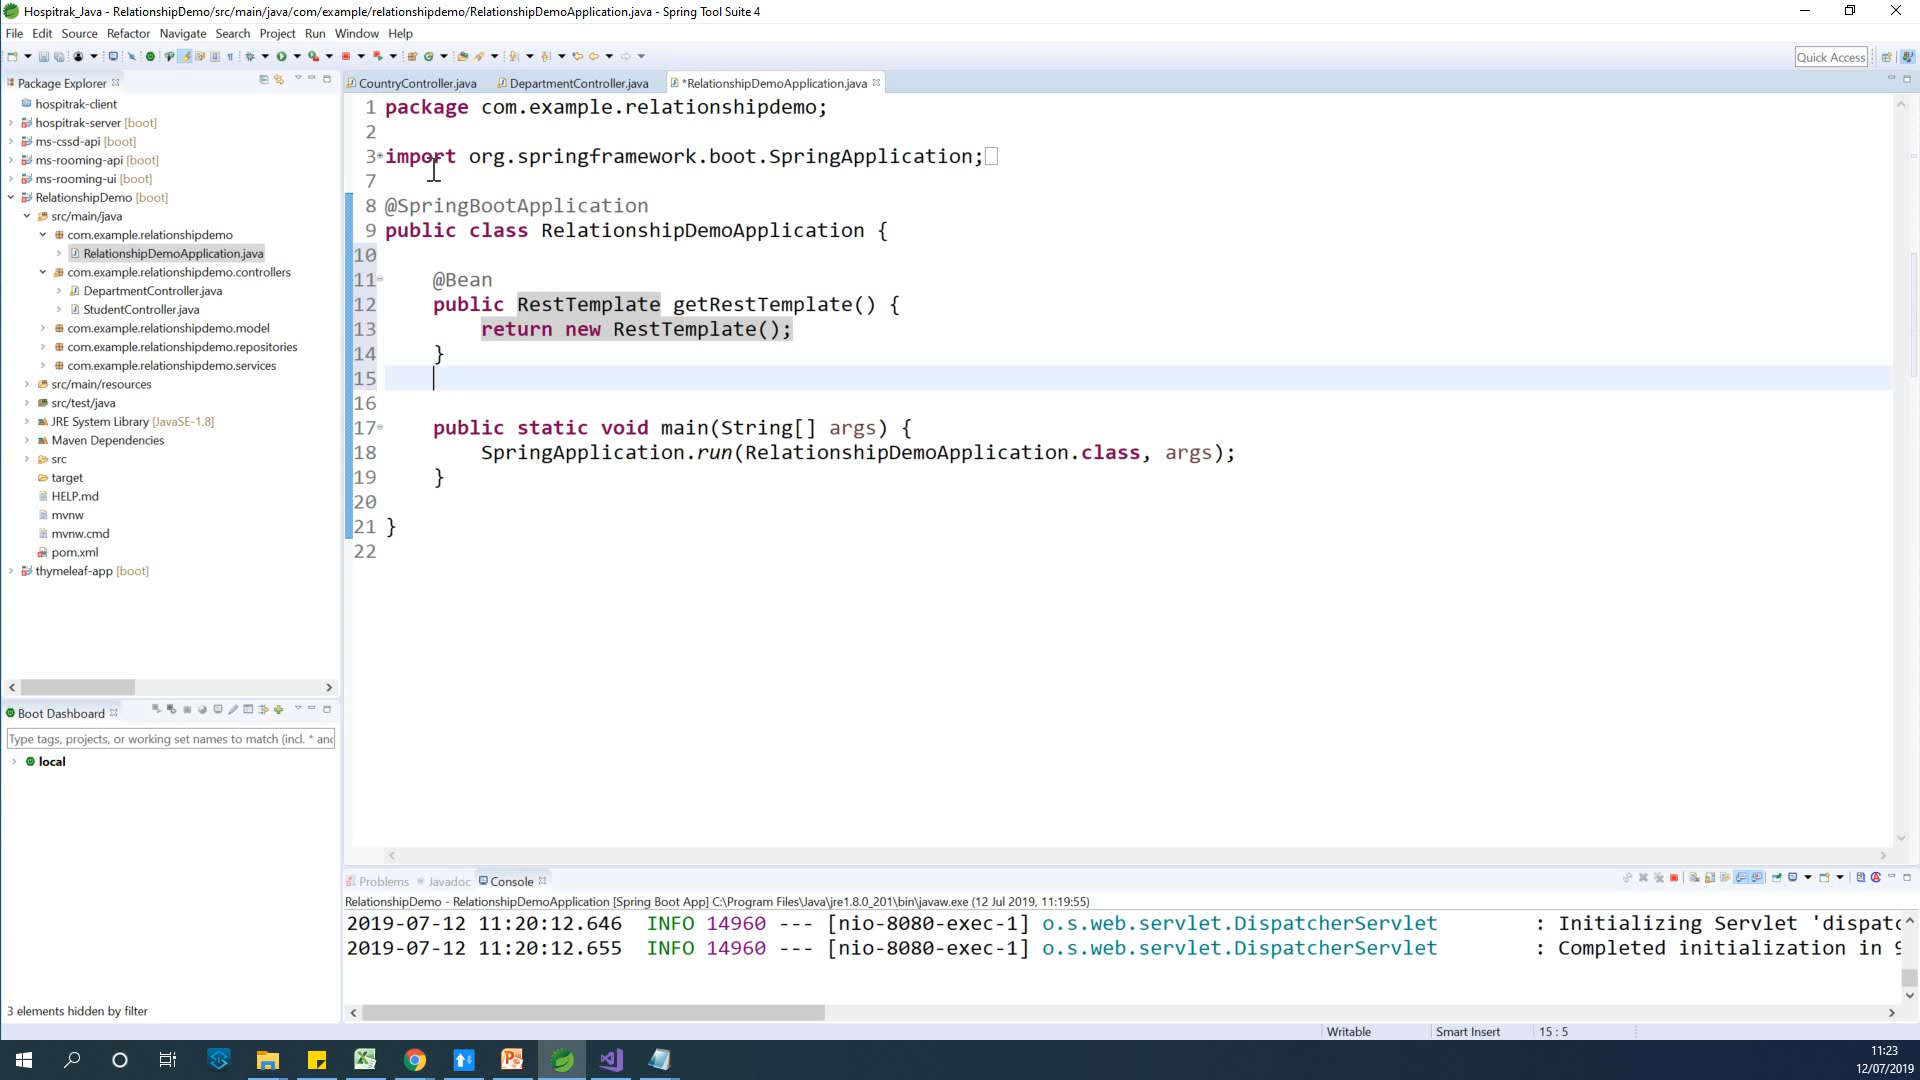 Hospitrak_Java - RelationshipDemo/src/main/java/com/example/relationshipdemo/RelationshipDemoApplication.java - Spring Tool Suite 4
File Edit Source Refactor Navigate Search Project Run Window Help
Quick Access
Package Explorer
hospitrak-client
hospitrak-server [boot]
ms-cssd-api [boot]
ms-rooming-api [boot]
ms-rooming-ui [boot]
RelationshipDemo [boot]
src/main/java
com.example.relationshipdemo
RelationshipDemoApplication.java
com.example.relationshipdemo.controllers
DepartmentController.java
StudentController.java
com.example.relationshipdemo.model
com.example.relationshipdemo.repositories
com.example.relationshipdemo.services
src/main/resources
src/test/java
JRE System Library [JavaSE-1.8]
Maven Dependencies
src
target
HELP.md
mvnw
mvnw.cmd
pom.xml
thymeleaf-app [boot]
Boot Dashboard
Type tags, projects, or working set names to match (incl. * and
local
3 elements hidden by filter
CountryController.java DepartmentController.java *RelationshipDemoApplication.java
1 package com.example.relationshipdemo;
2
3 import org.springframework.boot.SpringApplication;
7
8 @SpringBootApplication
9 public class RelationshipDemoApplication {
10
11 @Bean
12 public RestTemplate getRestTemplate() {
13 return new RestTemplate();
14 }
15
16
17 public static void main(String[] args) {
18 SpringApplication.run(RelationshipDemoApplication.class, args);
19 }
20
21 }
22
Problems Javadoc Console
RelationshipDemo - RelationshipDemoApplication [Spring Boot App] C:\Program Files\Java\jre1.8.0_201\bin\javaw.exe (12 Jul 2019, 11:19:55)
2019-07-12 11:20:12.646 INFO 14960 --- [nio-8080-exec-1] o.s.web.servlet.DispatcherServlet : Initializing Servlet 'dispatc
2019-07-12 11:20:12.655 INFO 14960 --- [nio-8080-exec-1] o.s.web.servlet.DispatcherServlet : Completed initialization in
Writable Smart Insert 15 : 5
11:23
12/07/2019